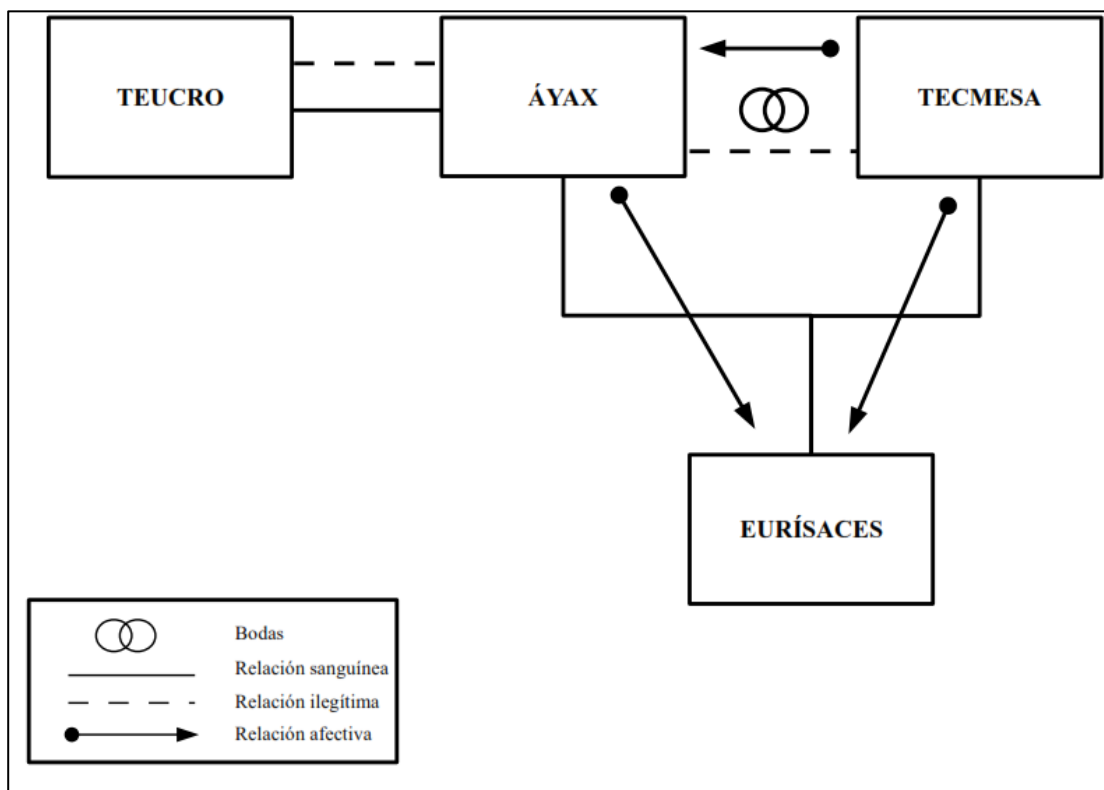 TEUCRO
ÁYAX
TECMESA
EURÍSACES
Bodas
Relación sanguínea
Relación ilegítima
Relación afectiva